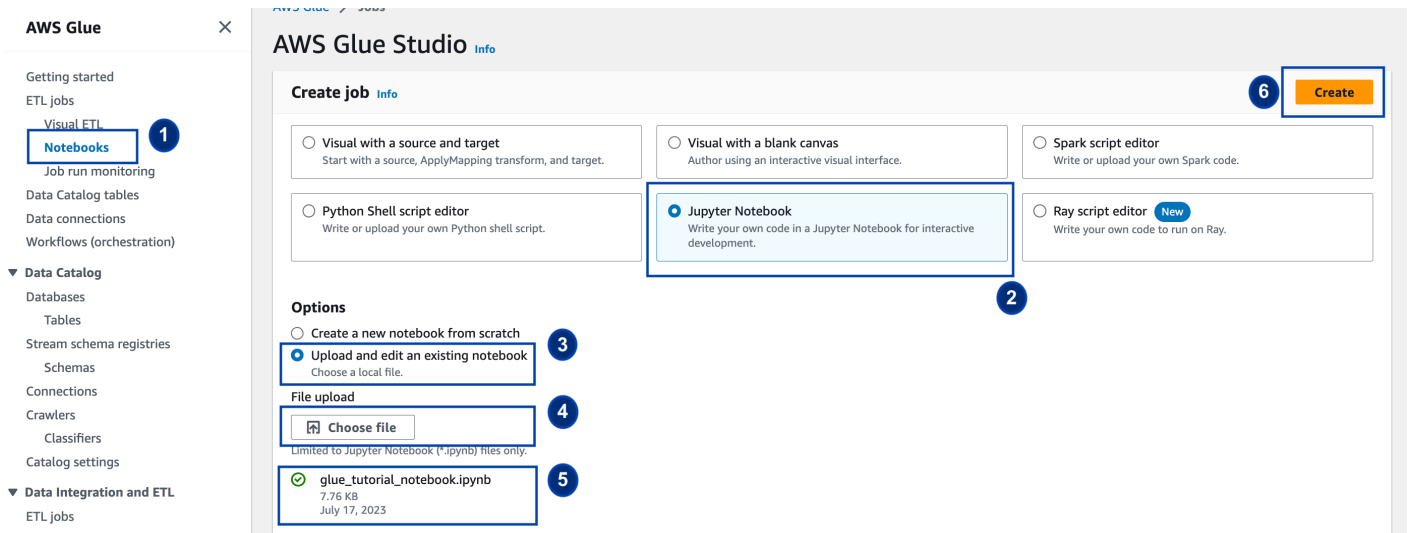 AWS Glue
Getting started
ETL jobs
Visual ETL
Notebooks
1
Job run monitoring
Data Catalog tables
Data connections
Workflows (orchestration)
Data Catalog
Databases
Tables
Stream schema registries
Schemas
Connections
Crawlers
Classifiers
Catalog settings
Data Integration and ETL
ETL jobs
AWS Glue > Jobs
AWS Glue Studio Info
Create job Info
6
Create
Visual with a source and target
Start with a source, ApplyMapping transform, and target.
Visual with a blank canvas
Author using an interactive visual interface.
Spark script editor
Write or upload your own Spark code.
Python Shell script editor
Write or upload your own Python shell script.
Jupyter Notebook
Write your own code in a Jupyter Notebook for interactive
development.
2
Ray script editor New
Write your own code to run on Ray.
Options
Create a new notebook from scratch
Upload and edit an existing notebook
Choose a local file.
3
File upload
Choose file
4
Limited to Jupyter Notebook (*.ipynb) files only.
glue_tutorial_notebook.ipynb
7.76 KB
July 17, 2023
5